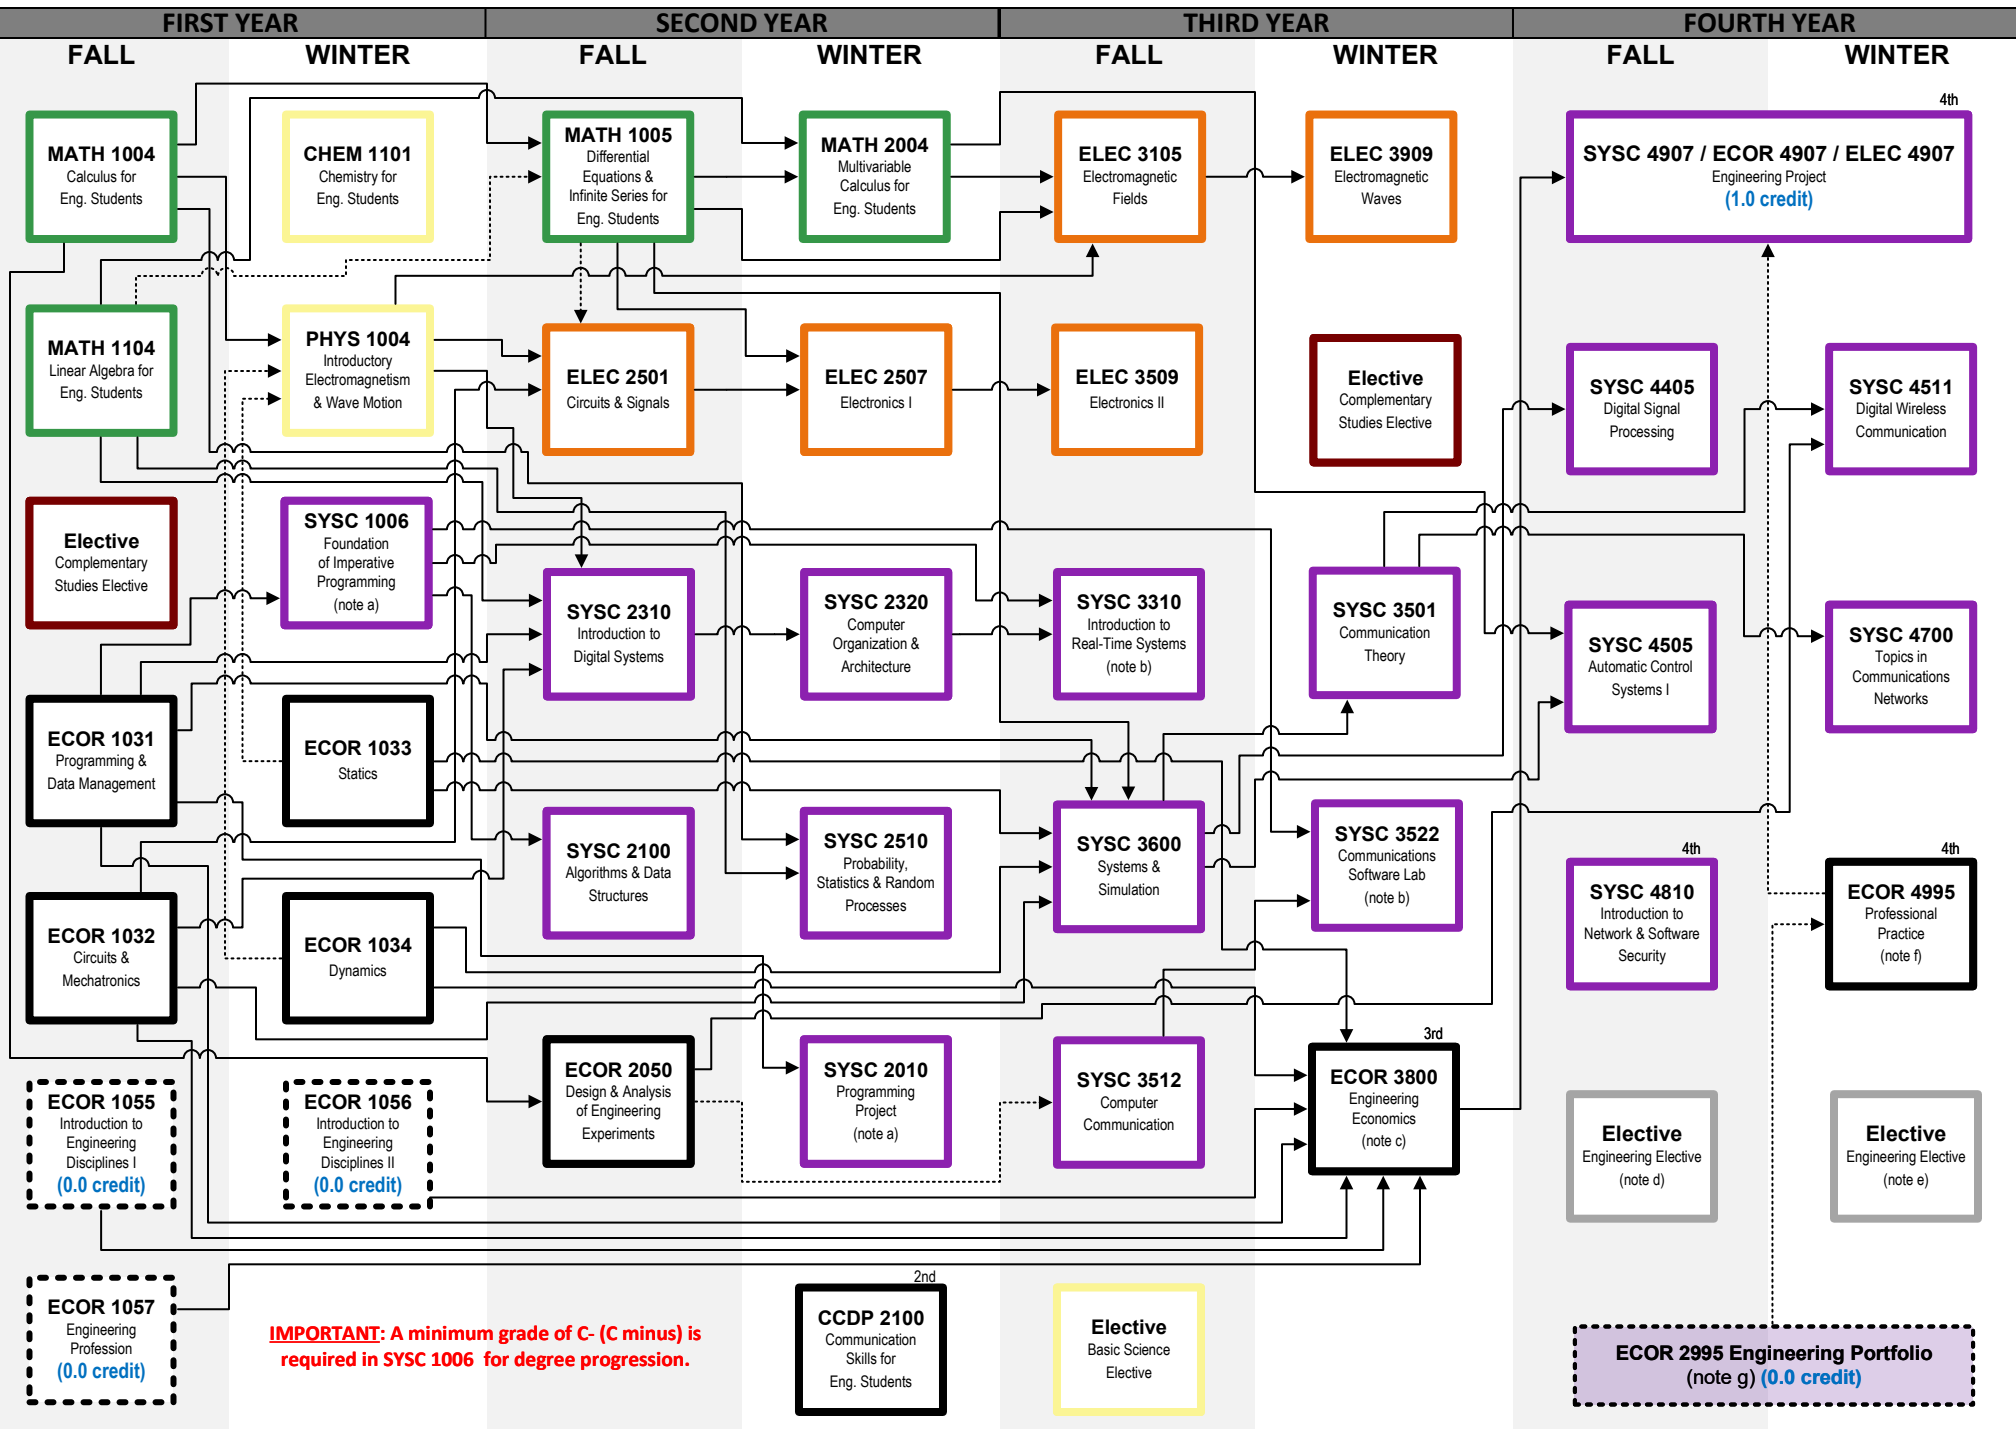 FIRST YEAR
SECOND YEAR
THIRD YEAR
FOURTH YEAR
FALL
WINTER
FALL
WINTER
FALL
WINTER
FALL
WINTER
MATH 1004
Calculus for
Eng. Students
CHEM 1101
Chemistry for
Eng. Students
MATH 1005
Differential
Equations &
Infinite Series for
Eng. Students
MATH 2004
Multivariable
Calculus for
Eng. Students
ELEC 3105
Electromagnetic
Fields
ELEC 3909
Electromagnetic
Waves
4th
SYSC 4907 / ECOR 4907 / ELEC 4907
Engineering Project
(1.0 credit)
MATH 1104
Linear Algebra for
Eng. Students
PHYS 1004
Introductory
Electromagnetism
& Wave Motion
ELEC 2501
Circuits & Signals
ELEC 2507
Electronics I
ELEC 3509
Electronics II
Elective
Complementary
Studies Elective
SYSC 4405
Digital Signal
Processing
SYSC 4511
Digital Wireless
Communication
Elective
Complementary
Studies Elective
SYSC 1006
Foundation
of Imperative
Programming
(note a)
SYSC 2310
Introduction to
Digital Systems
SYSC 2320
Computer
Organization &
Architecture
SYSC 3310
Introduction to
Real-Time Systems
(note b)
SYSC 3501
Communication
Theory
SYSC 4505
Automatic Control
Systems I
SYSC 4700
Topics in
Communications
Networks
ECOR 1031
Programming &
Data Management
ECOR 1033
Statics
SYSC 2100
Algorithms & Data
Structures
SYSC 2510
Probability,
Statistics & Random
Processes
SYSC 3600
Systems &
Simulation
SYSC 3522
Communications
Software Lab
(note b)
4th
SYSC 4810
Introduction to
Network & Software
Security
4th
ECOR 4995
Professional
Practice
(note f)
ECOR 1032
Circuits &
Mechatronics
ECOR 1034
Dynamics
ECOR 2050
Design & Analysis
of Engineering
Experiments
SYSC 2010
Programming
Project
(note a)
SYSC 3512
Computer
Communication
3rd
ECOR 3800
Engineering
Economics
(note c)
Elective
Engineering Elective
(note d)
Elective
Engineering Elective
(note e)
ECOR 1055
Introduction to
Engineering
Disciplines I
(0.0 credit)
ECOR 1056
Introduction to
Engineering
Disciplines II
(0.0 credit)
ECOR 1057
Engineering
Profession
(0.0 credit)
IMPORTANT: A minimum grade of C- (C minus) is
required in SYSC 1006 for degree progression.
2nd
CCDP 2100
Communication
Skills for
Eng. Students
Elective
Basic Science
Elective
ECOR 2995 Engineering Portfolio
(note g) (0.0 credit)